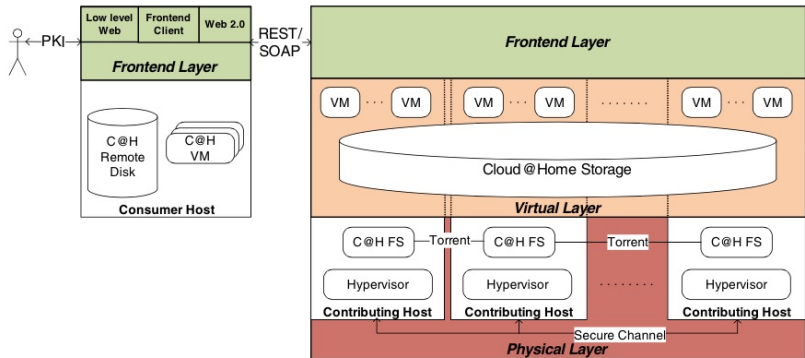 PKI
Low level Web
Frontend Client
Web 2.0
Frontend Layer
C@H Remote Disk
C@H VM
Consumer Host
REST/ SOAP
Frontend Layer
VM ... VM
VM ... VM
.......
VM ... VM
Cloud @Home Storage
Virtual Layer
C@H FS
Torrent
C@H FS
Torrent
C@H FS
Hypervisor
Hypervisor
........
Hypervisor
Contributing Host
Contributing Host
Contributing Host
Secure Channel
Physical Layer